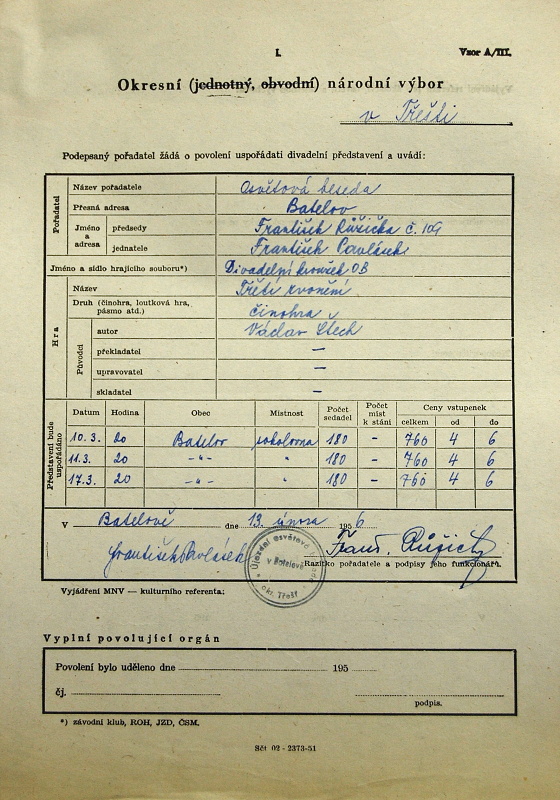 I.
Vzor A/III.
Okresní (jednotný, obvodní) národní výbor
v Třešti
Podepsaný pořadatel žádá o povolení uspořádati divadelní představení a uvádí:
Pořadatel
Název pořadatele Osvětová beseda
Přesná adresa Batelov
Jméno a adresa
předsedy František Růžička č. 109
jednatele František Pavlásek
Jméno a sídlo hrajícího souboru*) Divadelní kroužek OB
Hra
Název Třetí zvonění
Druh (činohra, loutková hra, pásmo atd.) činohra
Původci
autor Václav Štech
překladatel —
upravovatel —
skladatel —
Představení bude uspořádáno
Datum Hodina Obec Místnost Počet sedadel Počet míst k stání Ceny vstupenek
celkem od do
10.3. 20 Batelov sokolovna 180 - 760 4 6
11.3. 20 -"- " 180 - 760 4 6
17.3. 20 -"- " 180 - 760 4 6
V Batelově dne 13. února 1956
František Pavlásek
Frant. Růžička
v Batelově
okr. Třešť
Razítko pořadatele a podpisy jeho funkcionářů.
Vyjádření MNV — kulturního referenta:
Vyplní povolující orgán
Povolení bylo uděleno dne 195
čj.
podpis.
*) závodní klub, ROH, JZD, ČSM.
Sčt 02 - 2373-51